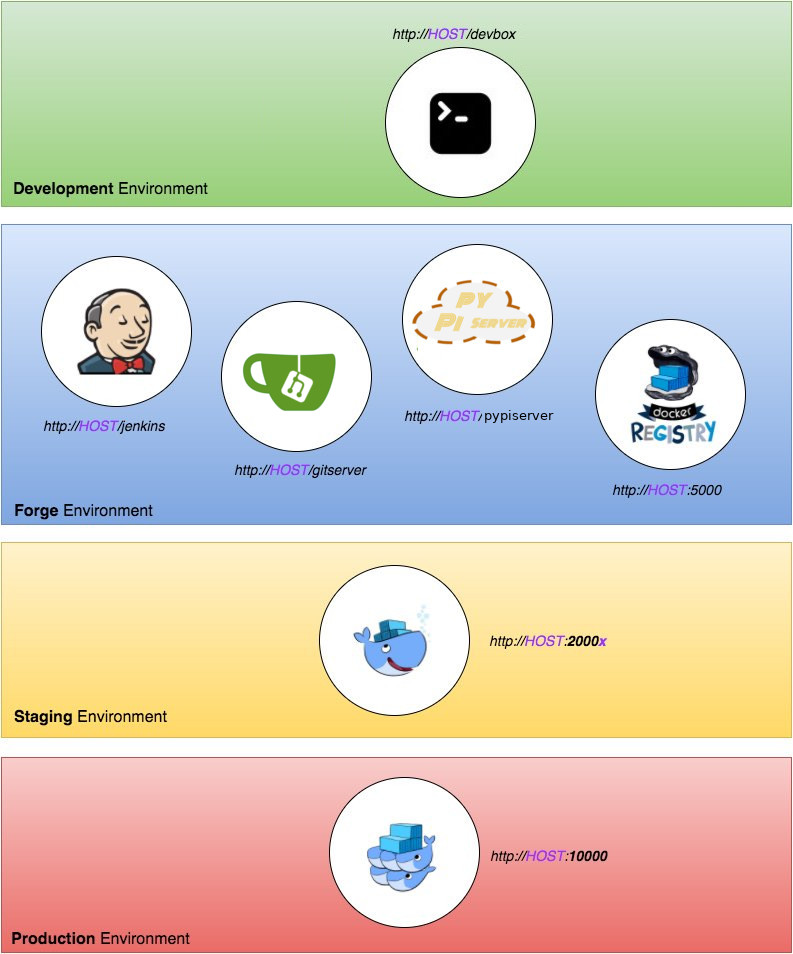 http://HOST/devbox
Development Environment
PY
PI SERVER
http://HOST/pypiserver
docker
REGISTRY
http://HOST/jenkins
http://HOST/gitserver
http://HOST:5000
Forge Environment
http://HOST:2000x
Staging Environment
http://HOST:10000
Production Environment